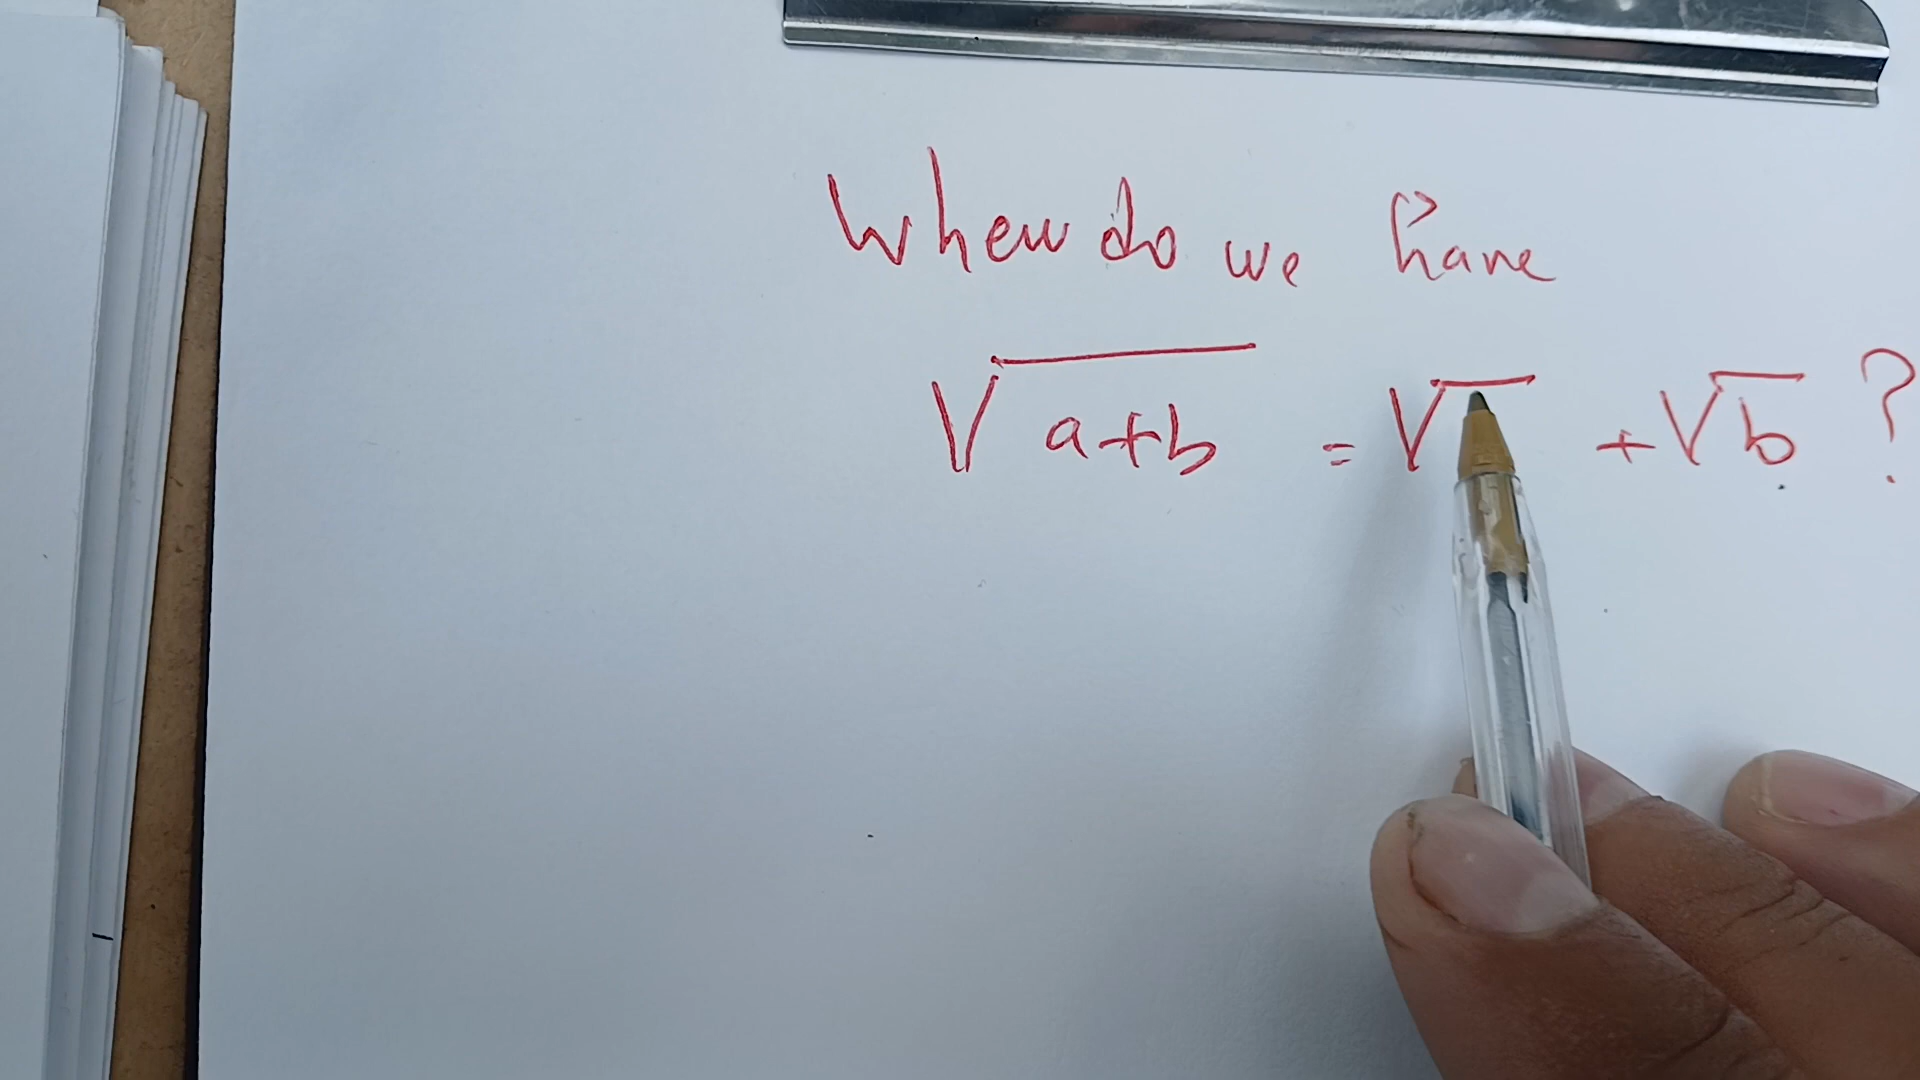 When do we have
√a+b = √ + √b ?